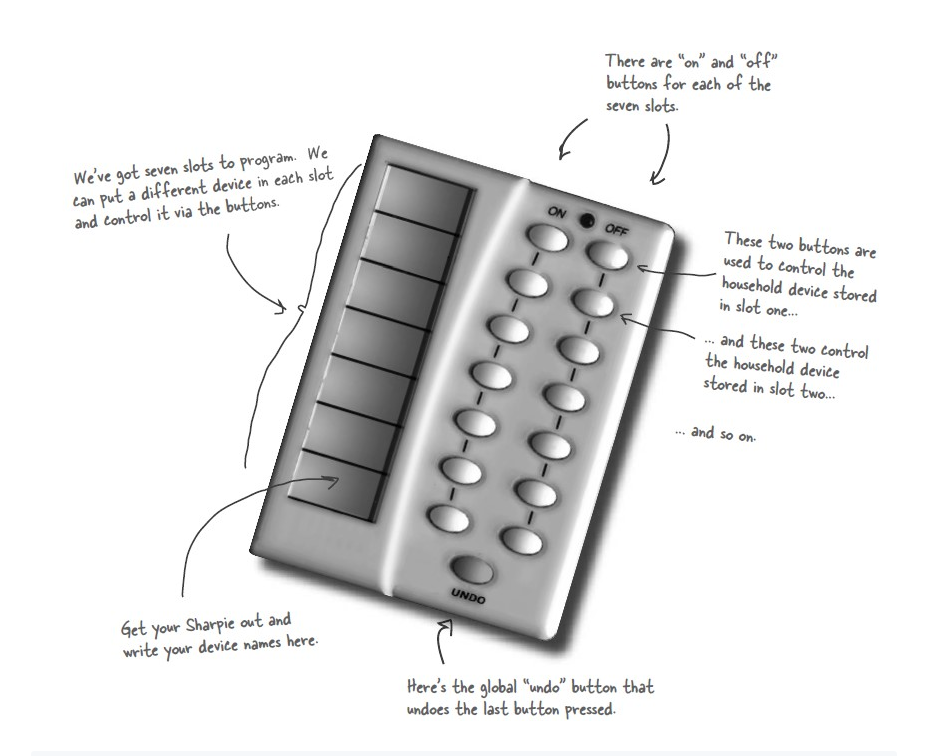 There are "on" and "off"
buttons for each of the
seven slots.
We've got seven slots to program. We
can put a different device in each slot
and control it via the buttons.
ON
OFF
These two buttons are
used to control the
household device stored
in slot one...
... and these two control
the household device
stored in slot two...
... and so on.
UNDO
Get your Sharpie out and
write your device names here.
Here's the global "undo" button that
undoes the last button pressed.